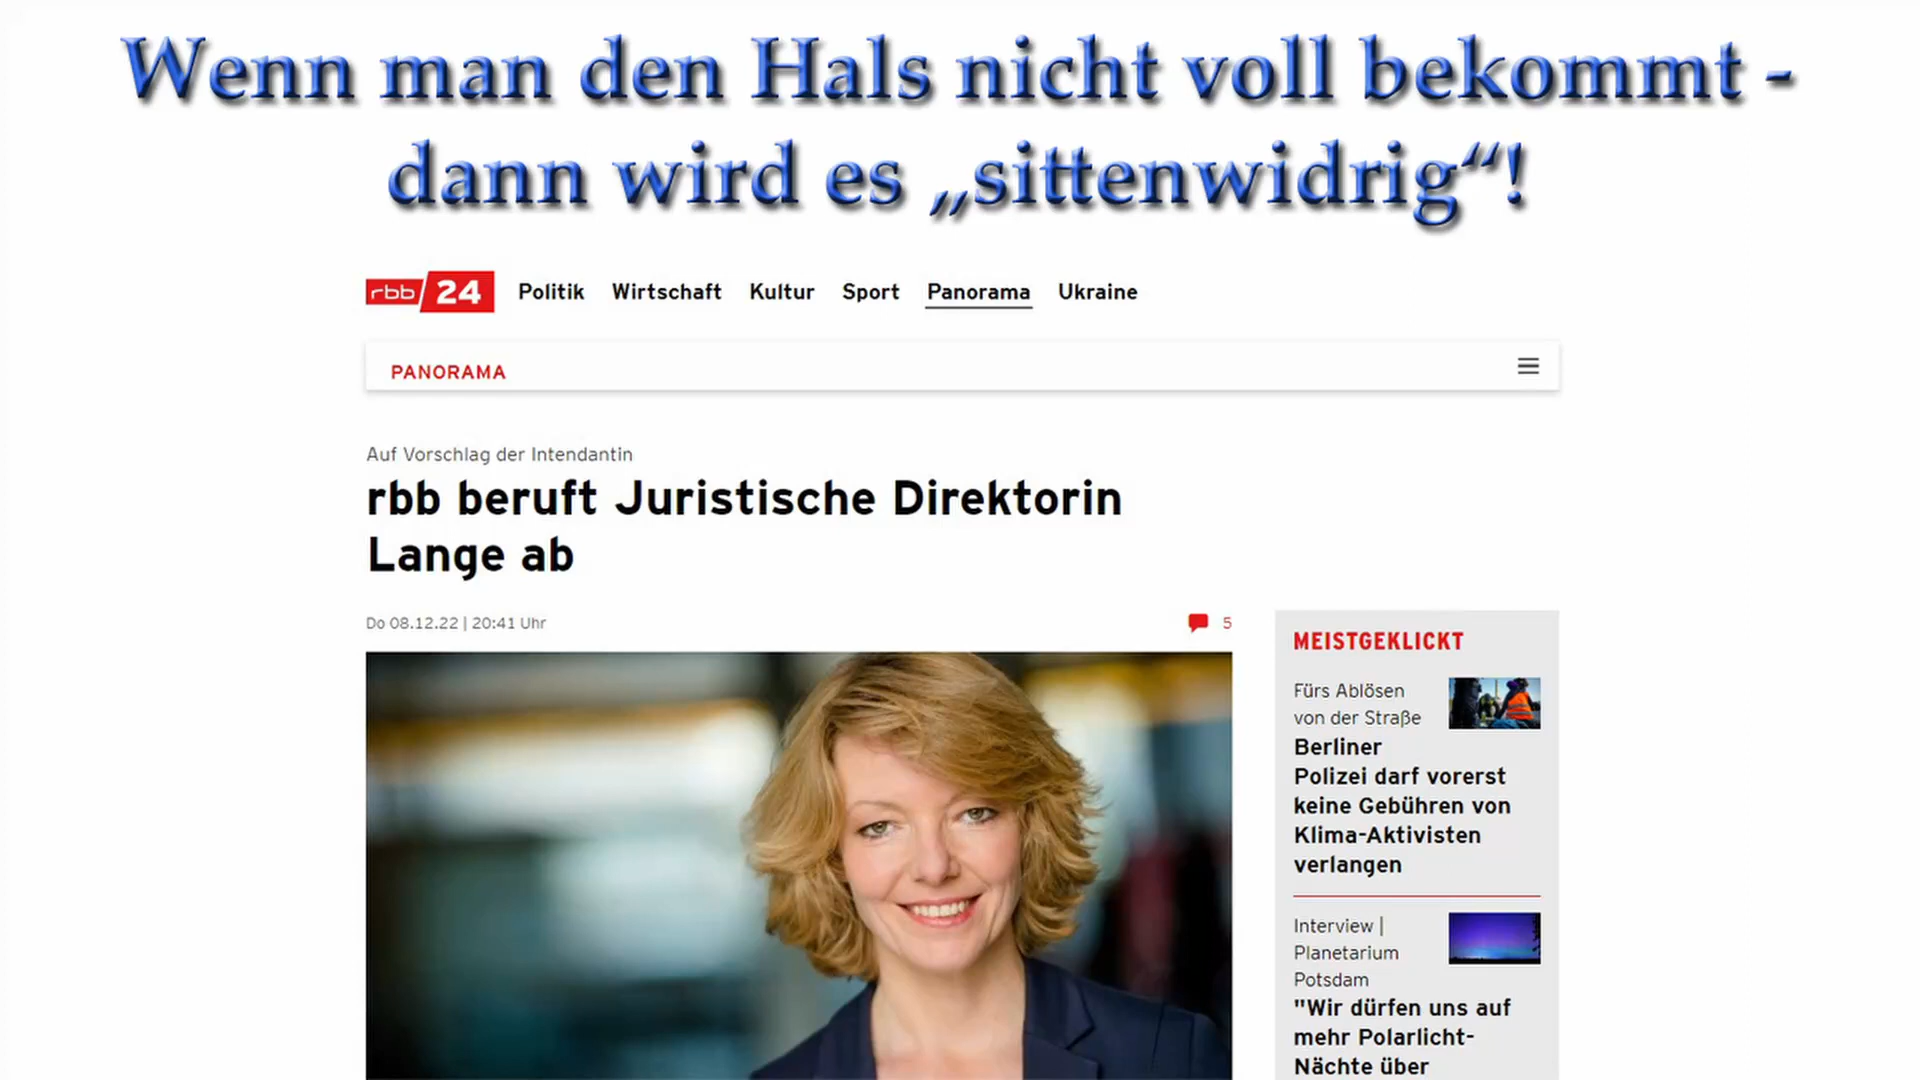 Wenn man den Hals nicht voll bekommt -
dann wird es „sittenwidrig“!
rbb 24 Politik Wirtschaft Kultur Sport Panorama Ukraine
PANORAMA
Auf Vorschlag der Intendantin
rbb beruft Juristische Direktorin
Lange ab
Do 08.12.22 | 20:41 Uhr
5
MEISTGEKLICKT
Fürs Ablösen
von der Straße
Berliner
Polizei darf vorerst
keine Gebühren von
Klima-Aktivisten
verlangen
Interview |
Planetarium
Potsdam
"Wir dürfen uns auf
mehr Polarlicht-
Nächte über